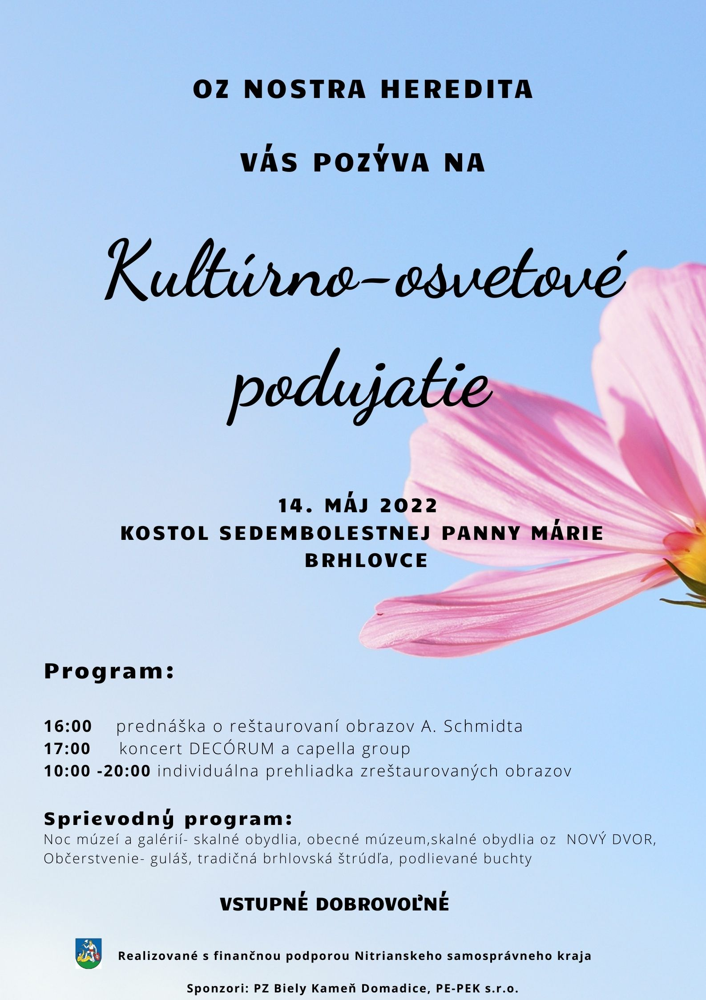 OZ NOSTRA HEREDITA
VÁS POZÝVA NA
Kultúrno-osvetové
podujatie
14. MÁJ 2022
KOSTOL SEDEMBOLESTNEJ PANNY MÁRIE
BRHLOVCE
Program:
16:00 prednáška o reštaurovaní obrazov A. Schmidta
17:00 koncert DECÓRUM a capella group
10:00 -20:00 individuálna prehliadka zreštaurovaných obrazov
Sprievodný program:
Noc múzeí a galérií- skalné obydlia, obecné múzeum,skalné obydlia oz NOVÝ DVOR,
Občerstvenie- guláš, tradičná brhlovská štrúdľa, podlievané buchty
VSTUPNÉ DOBROVOĽNÉ
Realizované s finančnou podporou Nitrianskeho samosprávneho kraja
Sponzori: PZ Biely Kameň Domadice, PE-PEK s.r.o.